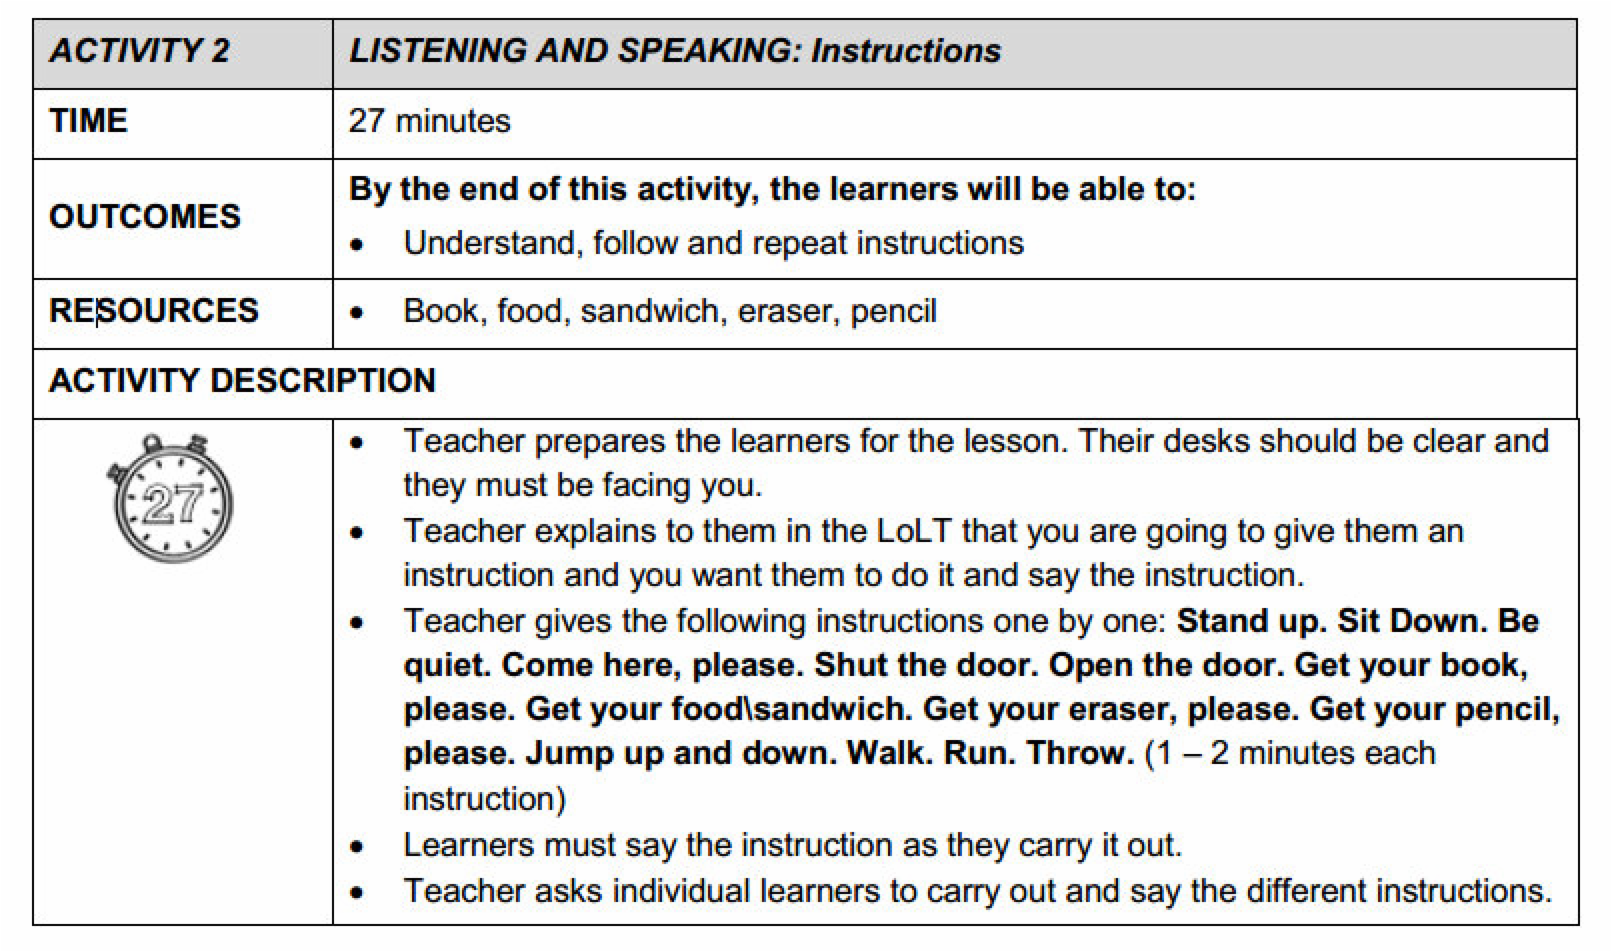 ACTIVITY 2
LISTENING AND SPEAKING: Instructions
TIME
27 minutes
OUTCOMES
By the end of this activity, the learners will be able to:
• Understand, follow and repeat instructions
RESOURCES
• Book, food, sandwich, eraser, pencil
ACTIVITY DESCRIPTION
27
• Teacher prepares the learners for the lesson. Their desks should be clear and
they must be facing you.
• Teacher explains to them in the LoLT that you are going to give them an
instruction and you want them to do it and say the instruction.
• Teacher gives the following instructions one by one: Stand up. Sit Down. Be
quiet. Come here, please. Shut the door. Open the door. Get your book,
please. Get your food\sandwich. Get your eraser, please. Get your pencil,
please. Jump up and down. Walk. Run. Throw. (1 – 2 minutes each
instruction)
• Learners must say the instruction as they carry it out.
• Teacher asks individual learners to carry out and say the different instructions.